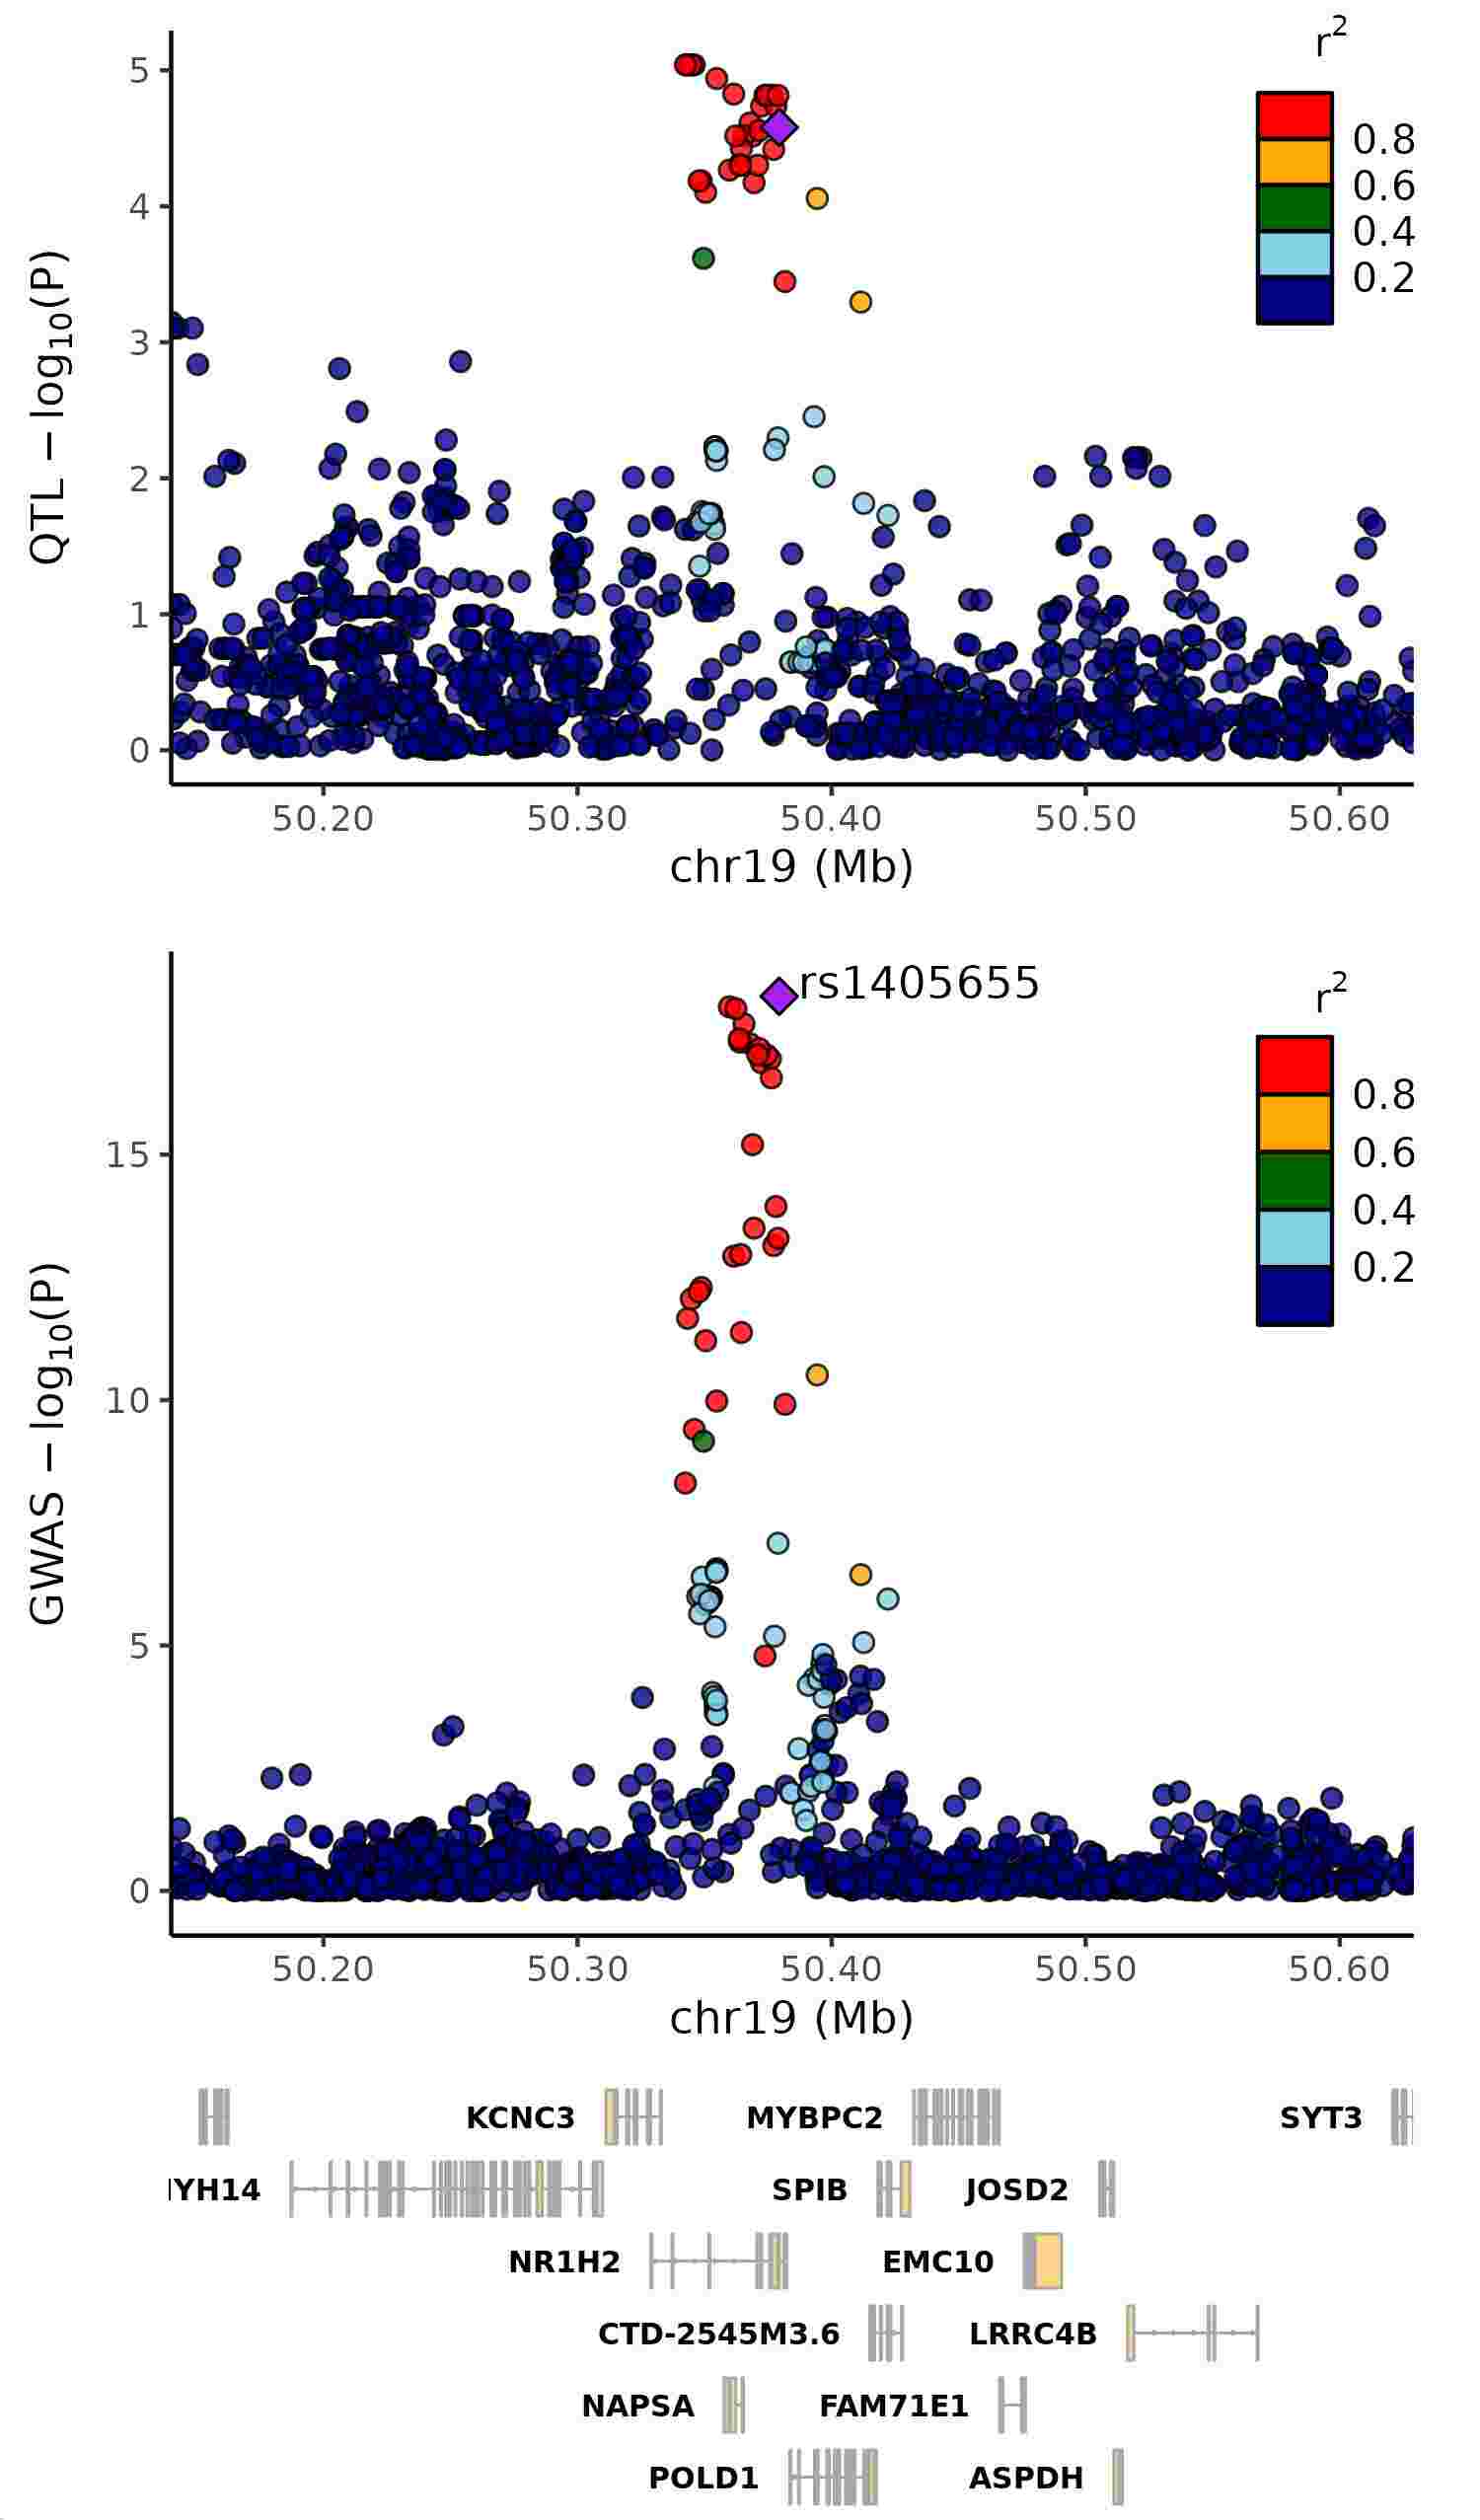 r2
5
4
3
2
1
0
0.8
0.6
0.4
0.2
QTL −log10(P)
50.20 50.30 50.40 50.50 50.60
chr19 (Mb)
rs1405655
r2
15
10
5
0
0.8
0.6
0.4
0.2
GWAS −log10(P)
50.20 50.30 50.40 50.50 50.60
chr19 (Mb)
KCNC3 MYBPC2 SYT3
YH14 SPIB JOSD2
NR1H2 EMC10
CTD-2545M3.6 LRRC4B
NAPSA FAM71E1
POLD1 ASPDH